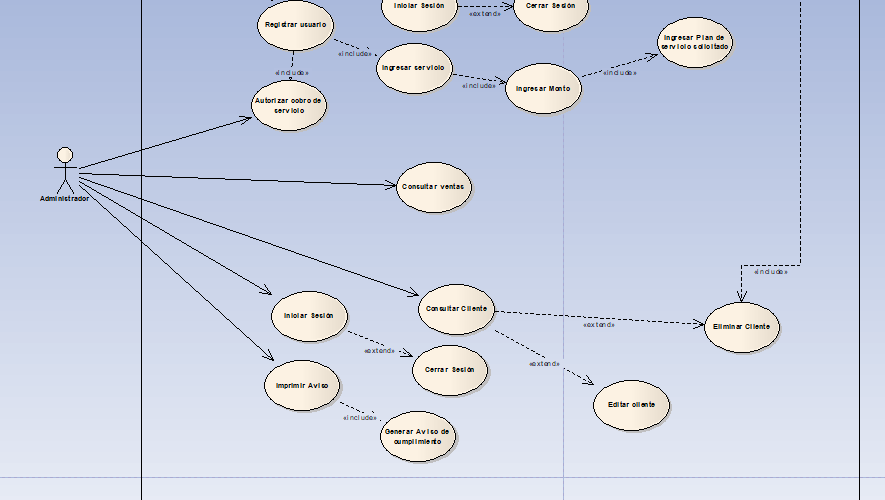 Iniciar Sesión
Cerrar Sesión
«extend»
Registrar usuario
«include»
Ingresar servicio
Ingresar Plan de
servicio solicitado
«include»
«include»
«include»
Ingresar Monto
Autorizar cobro de
servicio
Administrador
Consultar ventas
«include»
Iniciar Sesión
Consultar Cliente
«extend»
Eliminar Cliente
«extend»
Cerrar Sesión
«extend»
Imprimir Aviso
Editar cliente
«include»
Generar Aviso de
cumplimiento